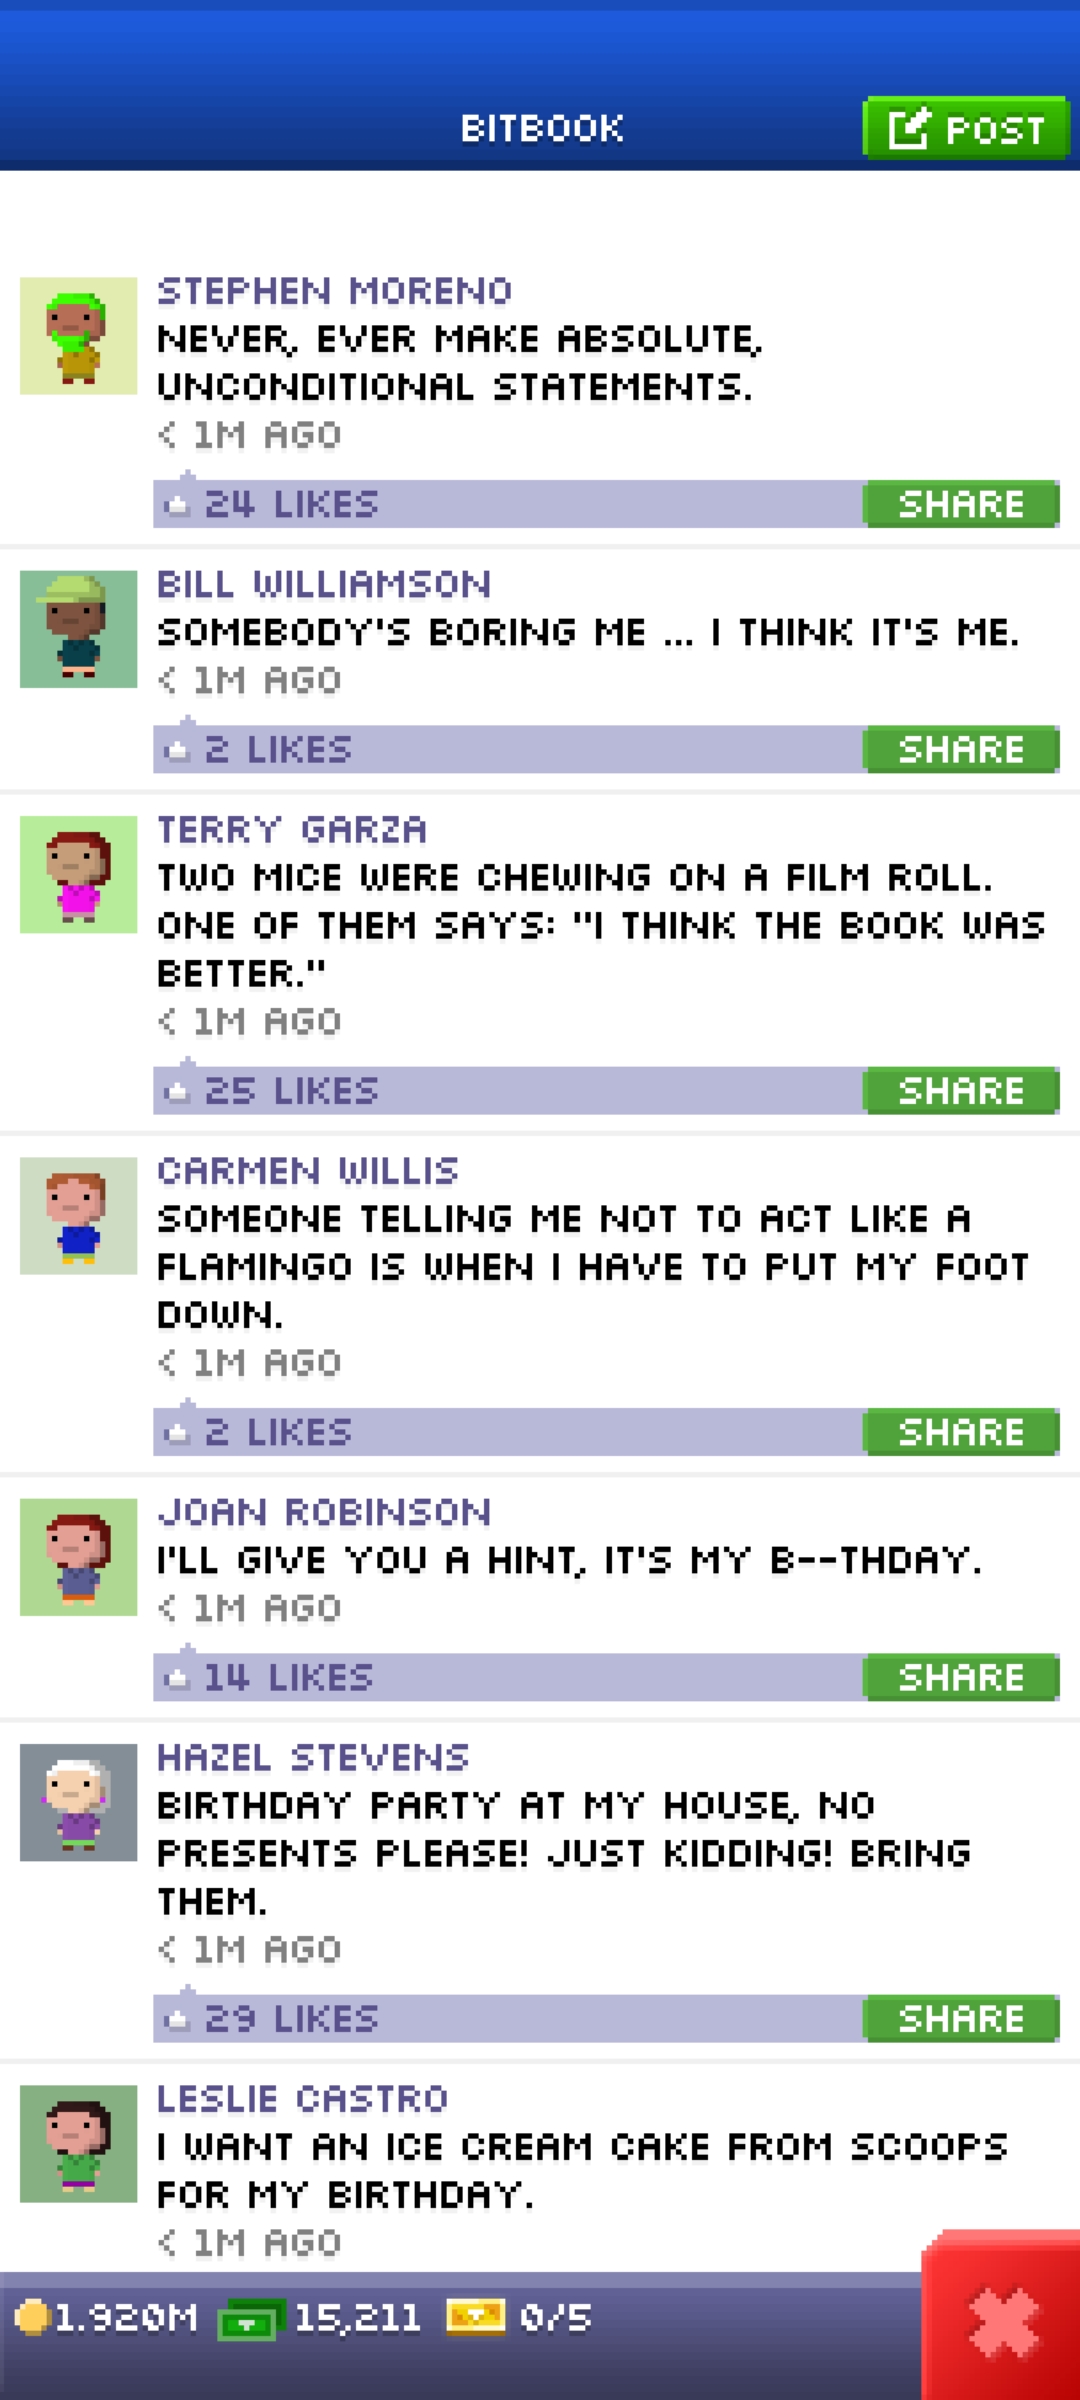 BITBOOK
POST
STEPHEN MORENO
NEVER, EVER MAKE ABSOLUTE,
UNCONDITIONAL STATEMENTS.
< 1M AGO
24 LIKES
SHARE
BILL WILLIAMSON
SOMEBODY'S BORING ME ... I THINK IT'S ME.
< 1M AGO
2 LIKES
SHARE
TERRY GARZA
TWO MICE WERE CHEWING ON A FILM ROLL.
ONE OF THEM SAYS: "I THINK THE BOOK WAS
BETTER."
< 1M AGO
25 LIKES
SHARE
CARMEN WILLIS
SOMEONE TELLING ME NOT TO ACT LIKE A
FLAMINGO IS WHEN I HAVE TO PUT MY FOOT
DOWN.
< 1M AGO
2 LIKES
SHARE
JOAN ROBINSON
I'LL GIVE YOU A HINT, IT'S MY B--THDAY.
< 1M AGO
14 LIKES
SHARE
HAZEL STEVENS
BIRTHDAY PARTY AT MY HOUSE, NO
PRESENTS PLEASE! JUST KIDDING! BRING
THEM.
< 1M AGO
29 LIKES
SHARE
LESLIE CASTRO
I WANT AN ICE CREAM CAKE FROM SCOOPS
FOR MY BIRTHDAY.
< 1M AGO
1.920M 15,211 0/5